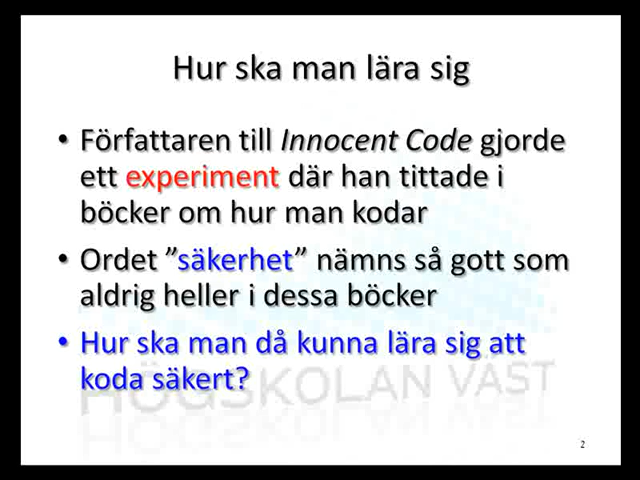 Hur ska man lära sig
• Författaren till Innocent Code gjorde
ett experiment där han tittade i
böcker om hur man kodar
• Ordet ”säkerhet” nämns så gott som
aldrig heller i dessa böcker
• Hur ska man då kunna lära sig att
koda säkert?
HÖGSKOLAN VÄST
2